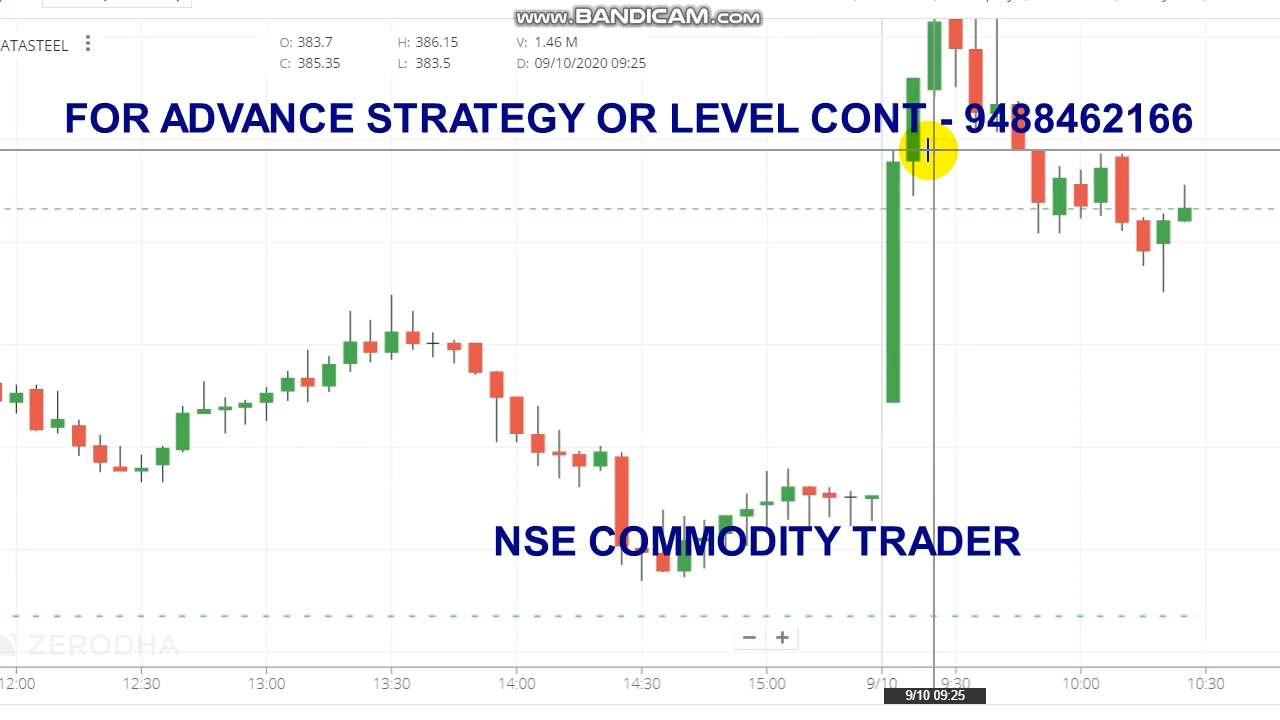 www.BANDICAM.com
ATASTEEL
O: 383.7 H: 386.15 V: 1.46 M
C: 385.35 L: 383.5 D: 09/10/2020 09:25
FOR ADVANCE STRATEGY OR LEVEL CONT - 9488462166
NSE COMMODITY TRADER
ZERODHA
− +
12:00 12:30 13:00 13:30 14:00 14:30 15:00 9/10 9:30 10:00 10:30
9/10 09:25